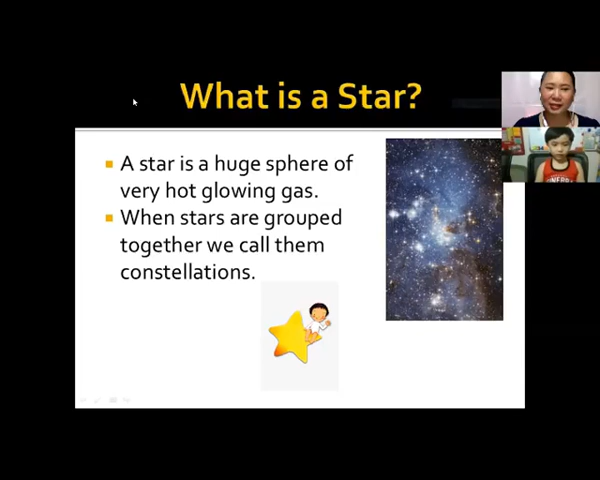 What is a Star?
A star is a huge sphere of
very hot glowing gas.
When stars are grouped
together we call them
constellations.